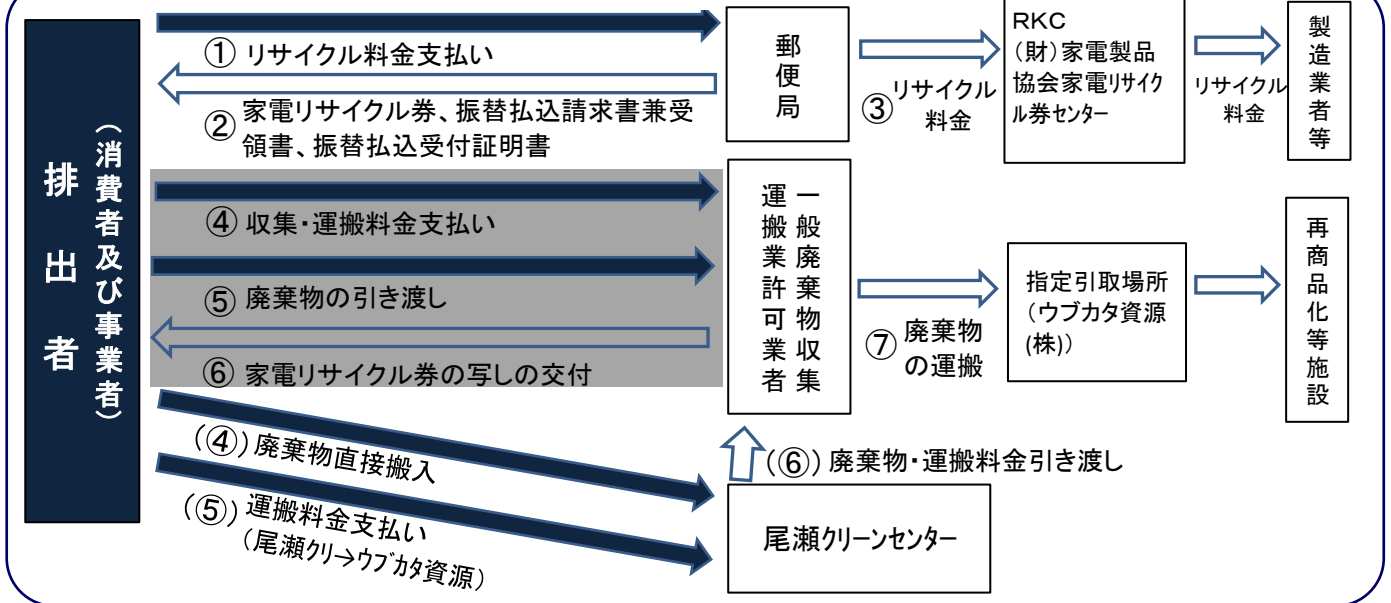 排出者
（消費者及び事業者）
① リサイクル料金支払い
② 家電リサイクル券、振替払込請求書兼受
領書、振替払込受付証明書
郵便局
③ リサイクル
料金
RKC
（財）家電製品
協会家電リサイク
ル券センター
リサイクル
料金
製造業者等
④ 収集・運搬料金支払い
⑤ 廃棄物の引き渡し
⑥ 家電リサイクル券の写しの交付
一般廃棄物収集
運搬業許可業者
⑦ 廃棄物
の運搬
指定引取場所
（ウブカタ資源
(株)）
再商品化等施設
（④）廃棄物直接搬入
（⑤）運搬料金支払い
（尾瀬クリ→ウブカタ資源）
（⑥）廃棄物・運搬料金引き渡し
尾瀬クリーンセンター